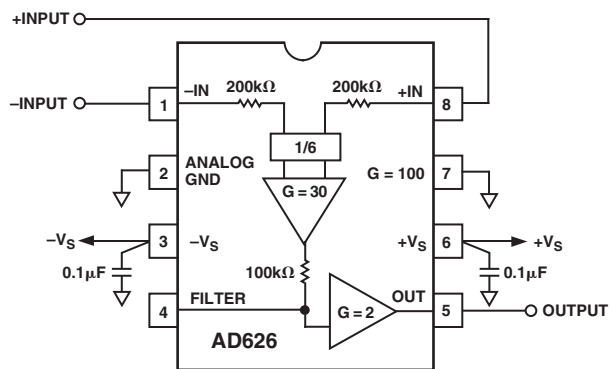 +INPUT
–INPUT
1
–IN
200kΩ
200kΩ
+IN
8
1/6
2
ANALOG
GND
G = 30
G = 100
7
–VS
3
–VS
+VS
6
+VS
0.1µF
100kΩ
0.1µF
4
FILTER
G = 2
OUT
5
OUTPUT
AD626